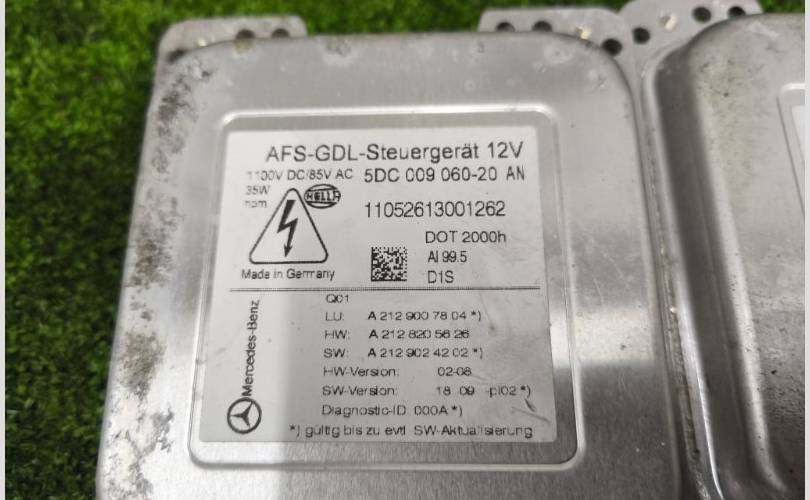 AFS-GDL-Steuergerät 12V
1100V DC/85V AC 5DC 009 060-20 AN
35W HELLA
nom
11052613001262
DOT 2000h
Al 99.5
Made in Germany D1S
Q01
LU: A 212 900 78 04 *)
HW: A 212 820 56 26
SW: A 212 902 42 02 *)
HW-Version: 02-08
SW-Version: 18 09 -pl02 *)
Diagnostic-ID: 000A *)
*) gültig bis zu evtl SW-Aktualisierung
Mercedes-Benz